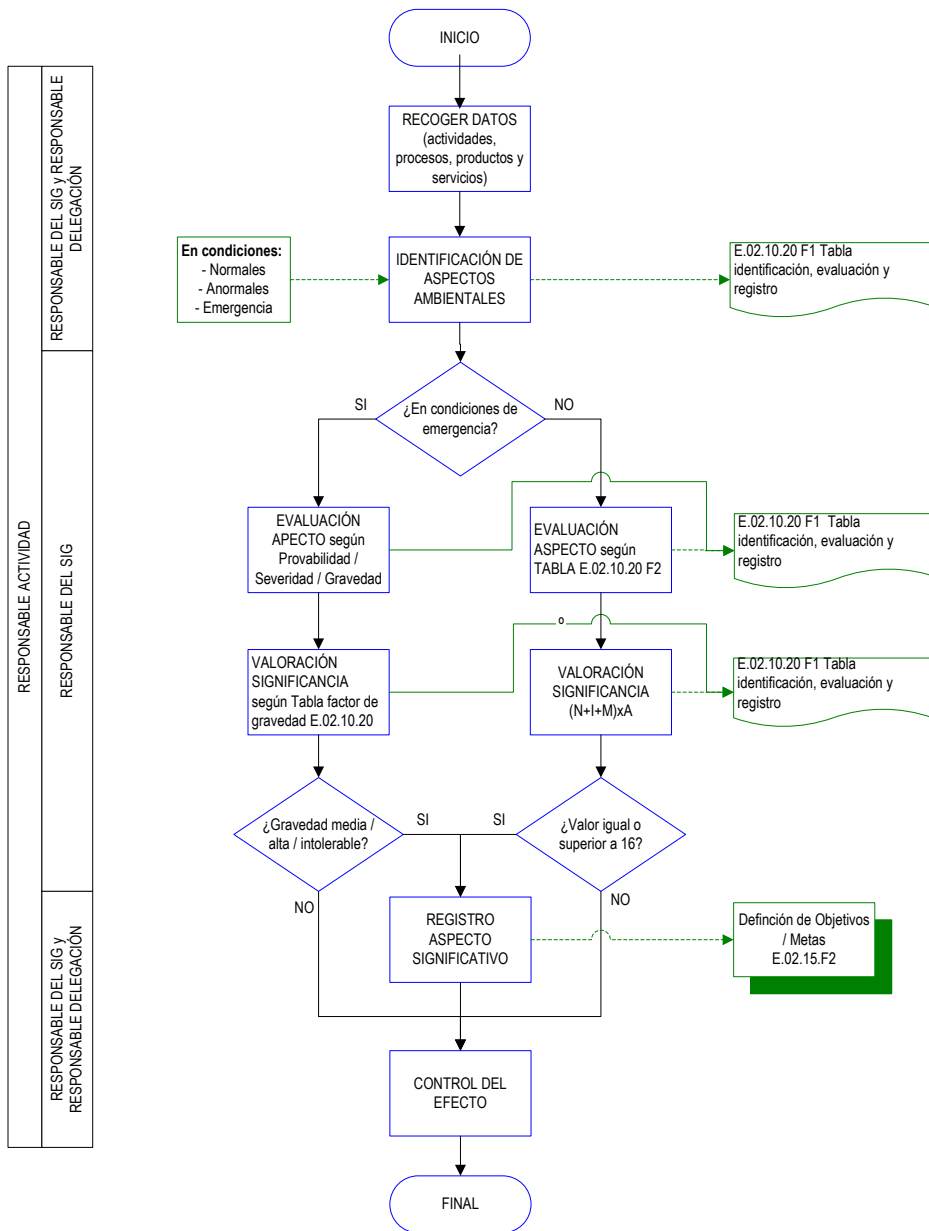 INICIO
RECOGER DATOS
(actividades,
procesos, productos y
servicios)
En condiciones:
- Normales
- Anormales
- Emergencia
IDENTIFICACIÓN DE
ASPECTOS
AMBIENTALES
E.02.10.20 F1 Tabla
identificación, evaluación y
registro
RESPONSABLE ACTIVIDAD
RESPONSABLE DEL SIG y RESPONSABLE
DELEGACIÓN
RESPONSABLE DEL SIG
RESPONSABLE DEL SIG y
RESPONSABLE DELEGACIÓN
SI
¿En condiciones de
emergencia?
NO
EVALUACIÓN
APECTO según
Provabilidad /
Severidad / Gravedad
EVALUACIÓN
ASPECTO según
TABLA E.02.10.20 F2
E.02.10.20 F1 Tabla
identificación, evaluación y
registro
o
VALORACIÓN
SIGNIFICANCIA
según Tabla factor de
gravedad E.02.10.20
VALORACIÓN
SIGNIFICANCIA
(N+I+M)xA
E.02.10.20 F1 Tabla
identificación, evaluación y
registro
¿Gravedad media /
alta / intolerable?
SI
SI
¿Valor igual o
superior a 16?
NO
NO
REGISTRO
ASPECTO
SIGNIFICATIVO
Definción de Objetivos
/ Metas
E.02.15.F2
CONTROL DEL
EFECTO
FINAL